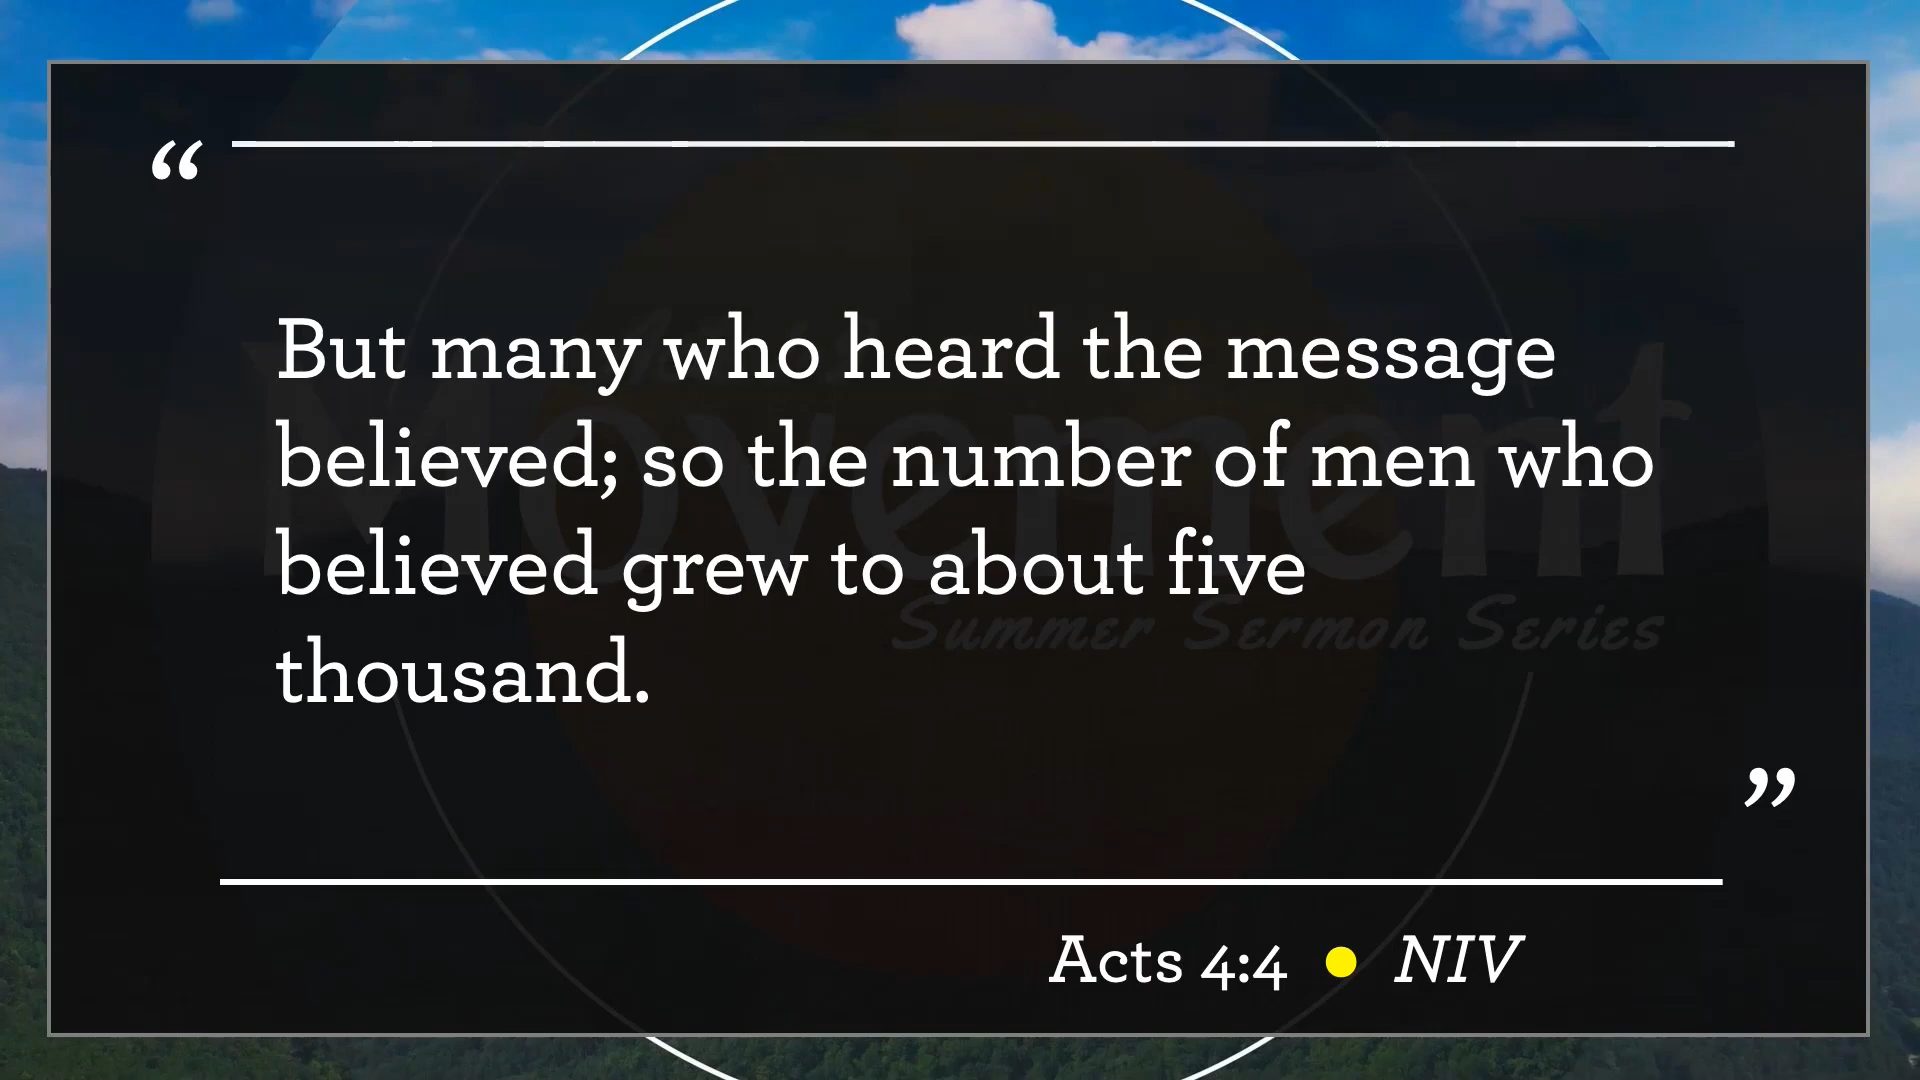 “
But many who heard the message
believed; so the number of men who
believed grew to about five
thousand.
”
Acts 4:4 ● NIV
Movement
Summer Sermon Series